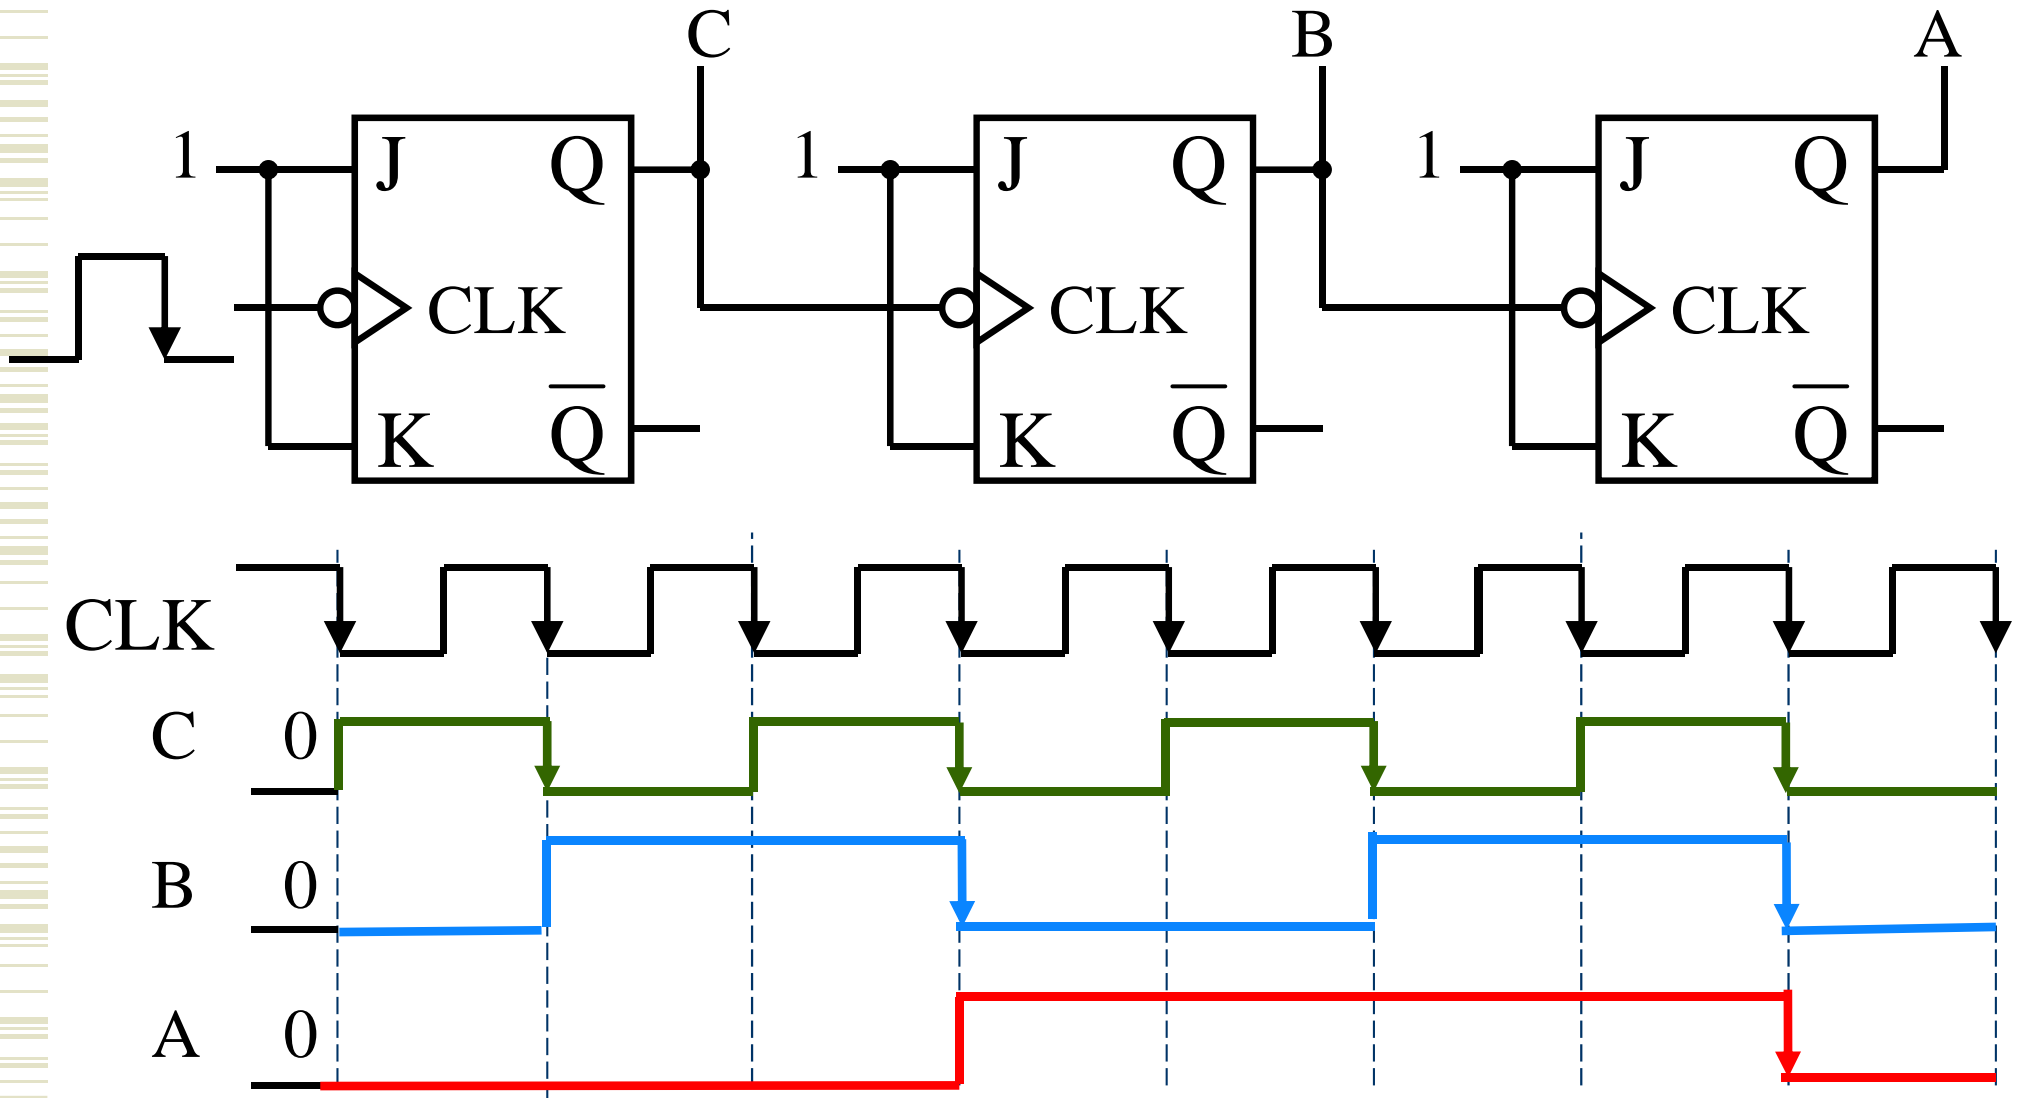 C B A
1 J Q 1 J Q 1 J Q
CLK CLK CLK
K Q̅ K Q̅ K Q̅
CLK
C 0
B 0
A 0